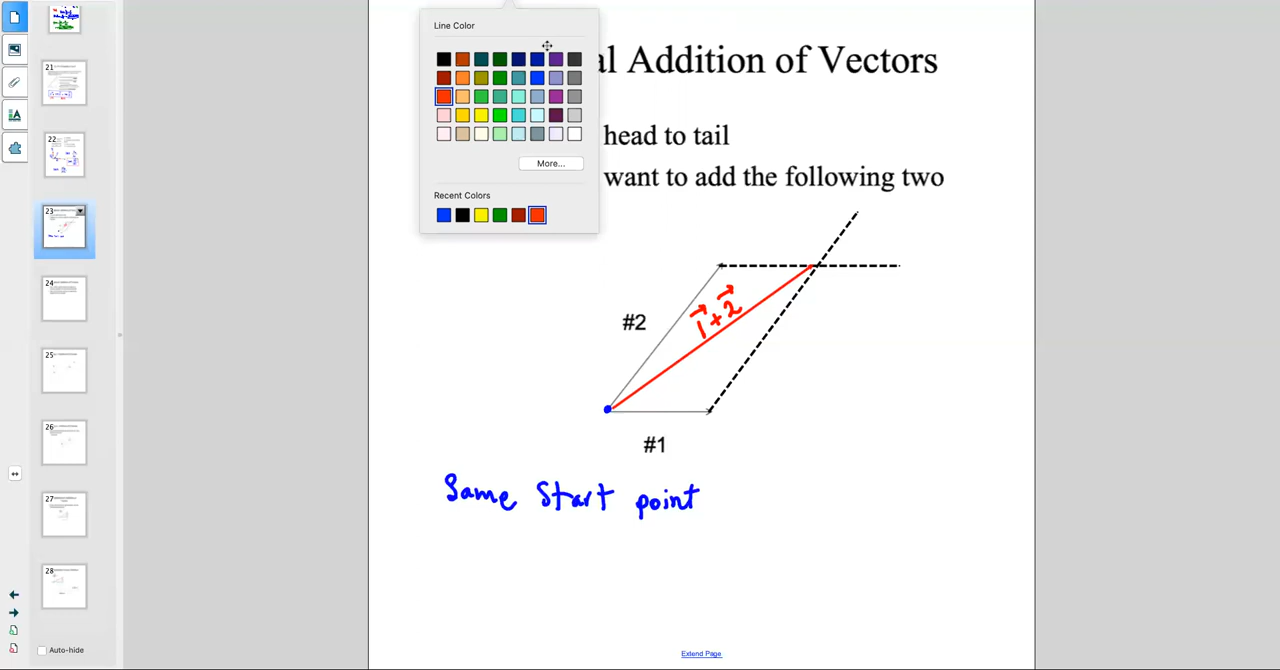 Line Color
More...
Recent Colors
al Addition of Vectors
head to tail
want to add the following two
#2
1 + 2
#1
Same Start point
Extend Page
21
22
23
24
25
26
27
28
Auto-hide